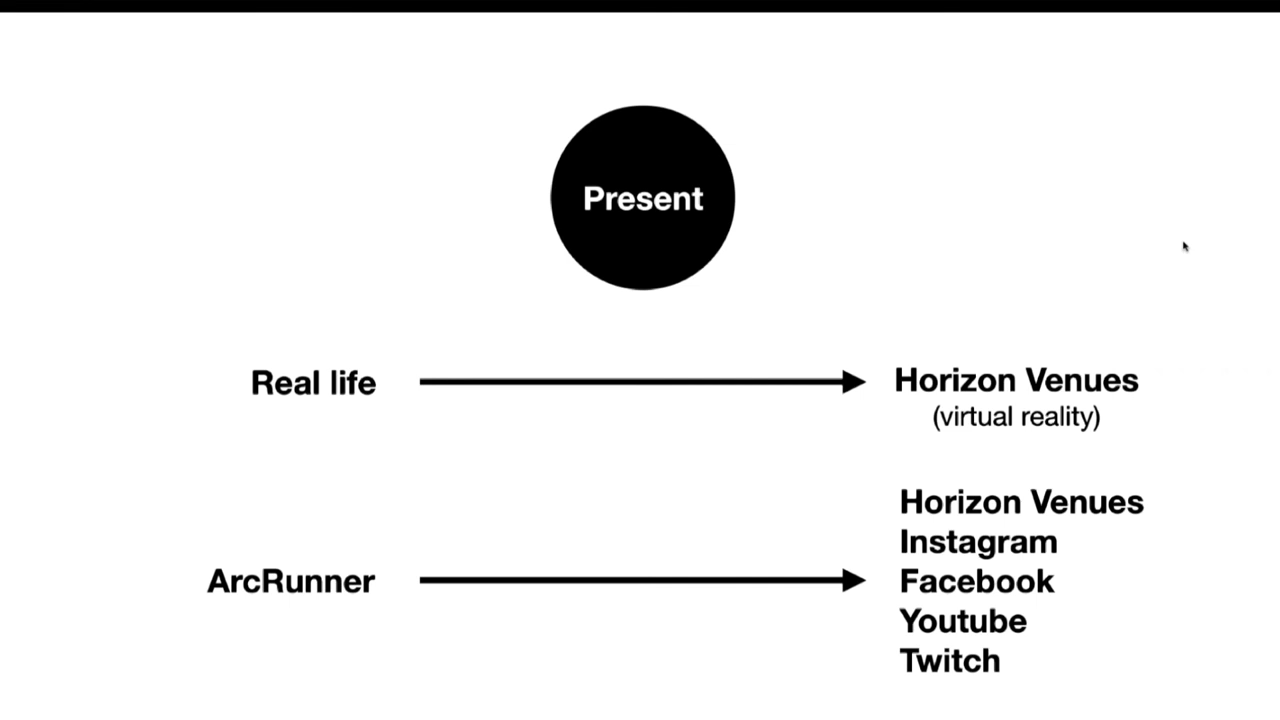 Present
Real life
Horizon Venues
(virtual reality)
ArcRunner
Horizon Venues
Instagram
Facebook
Youtube
Twitch